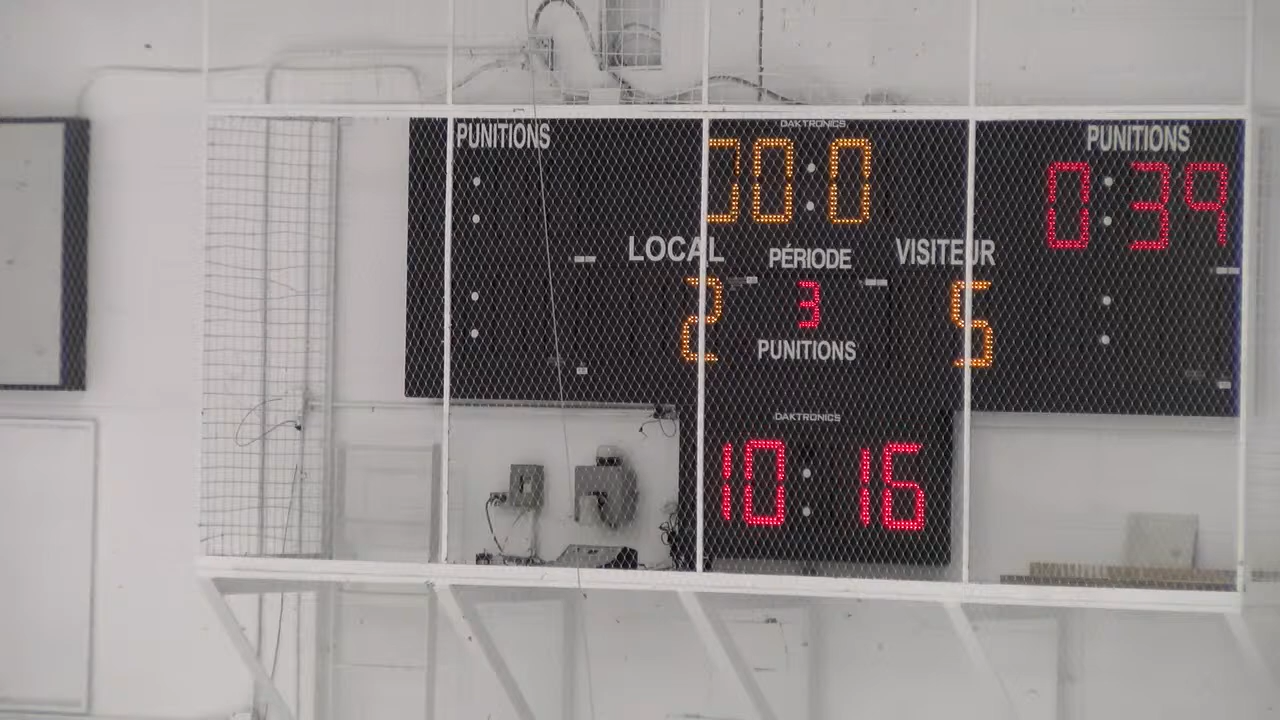 PUNITIONS
DAKTRONICS
PUNITIONS
00:0
0:39
LOCAL
PÉRIODE
VISITEUR
2
3
5
PUNITIONS
DAKTRONICS
10:16